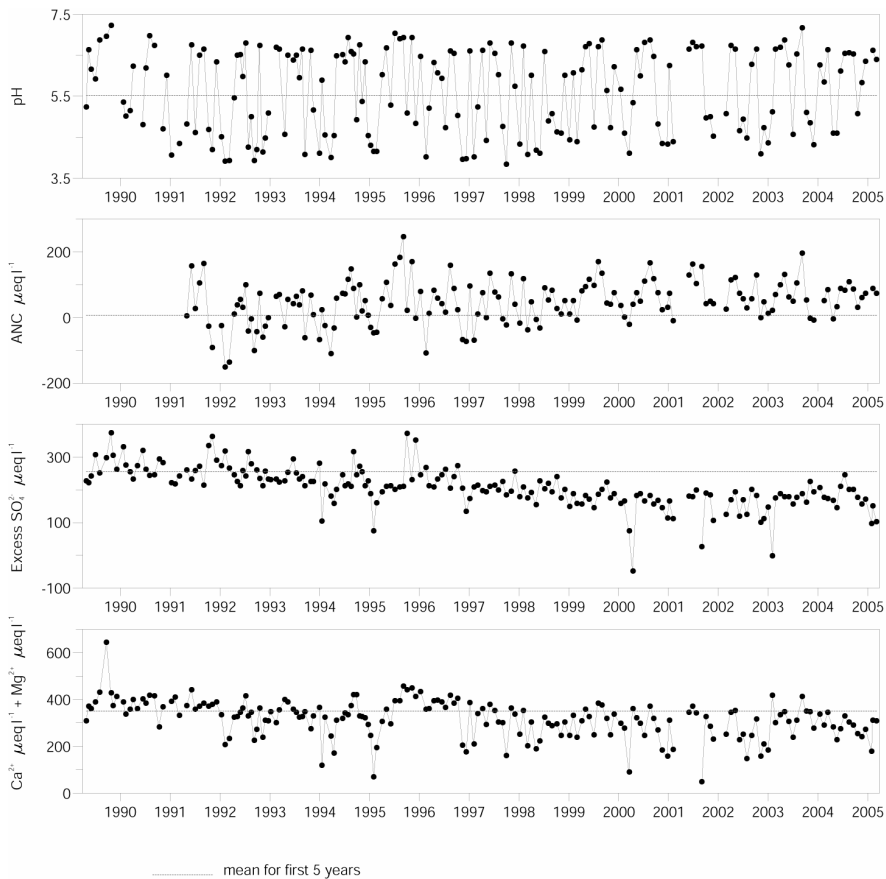 7.5
5.5
3.5
pH
1990 1991 1992 1993 1994 1995 1996 1997 1998 1999 2000 2001 2002 2003 2004 2005
200
0
-200
ANC μeq l⁻¹
1990 1991 1992 1993 1994 1995 1996 1997 1998 1999 2000 2001 2002 2003 2004 2005
300
100
-100
Excess SO₄²⁻ μeq l⁻¹
1990 1991 1992 1993 1994 1995 1996 1997 1998 1999 2000 2001 2002 2003 2004 2005
600
400
200
0
Ca²⁺ μeq l⁻¹ + Mg²⁺ μeq l⁻¹
1990 1991 1992 1993 1994 1995 1996 1997 1998 1999 2000 2001 2002 2003 2004 2005
mean for first 5 years